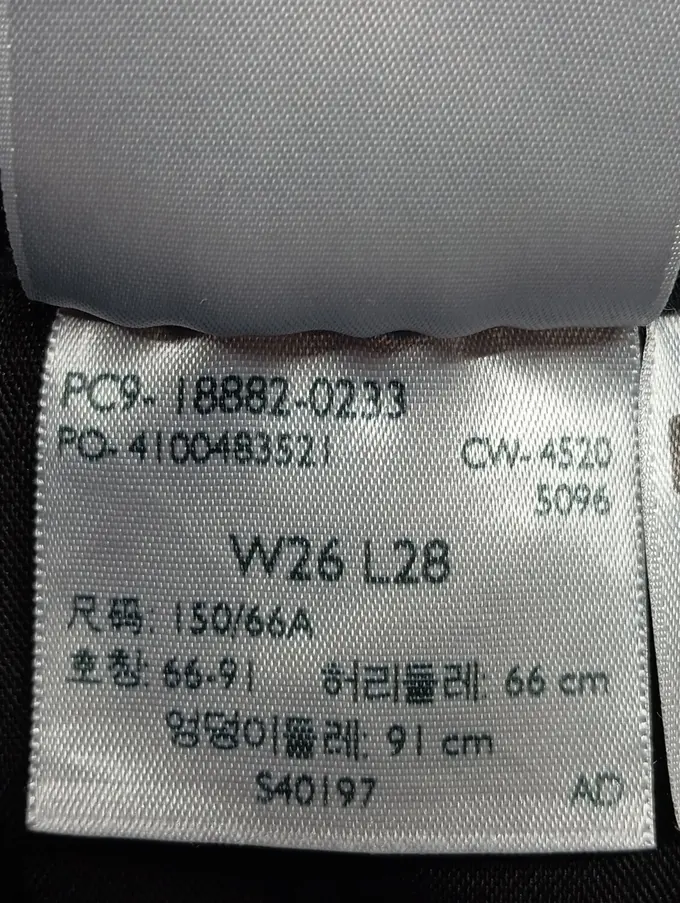 PC9- 18882-0233
PO- 4100483521 CW- 4520
5096
W26 L28
尺码: 150/66A
호칭: 66-91 허리둘레: 66 cm
엉덩이둘레: 91 cm
S40197 AD